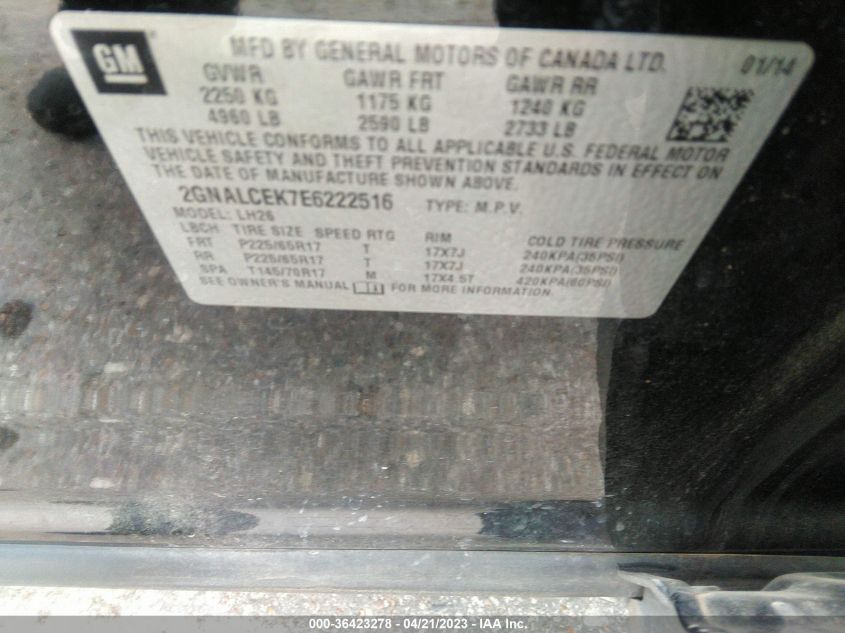 GM
MFD BY GENERAL MOTORS OF CANADA LTD. 01/14
GVWR GAWR FRT GAWR RR
2250 KG 1175 KG 1240 KG
4960 LB 2590 LB 2733 LB
THIS VEHICLE CONFORMS TO ALL APPLICABLE U.S. FEDERAL MOTOR
VEHICLE SAFETY AND THEFT PREVENTION STANDARDS IN EFFECT ON
THE DATE OF MANUFACTURE SHOWN ABOVE.
2GNALCEK7E6222516 TYPE: M.P.V.
MODEL: LH26
LBCH TIRE SIZE SPEED RTG RIM COLD TIRE PRESSURE
FRT P225/65R17 T 17X7J 240KPA(35PSI)
RR P225/65R17 T 17X7J 240KPA(35PSI)
SPA T145/70R17 M 17X4.5T 420KPA(60PSI)
SEE OWNER'S MANUAL FOR MORE INFORMATION.
000-36423278 - 04/21/2023 - IAA Inc.